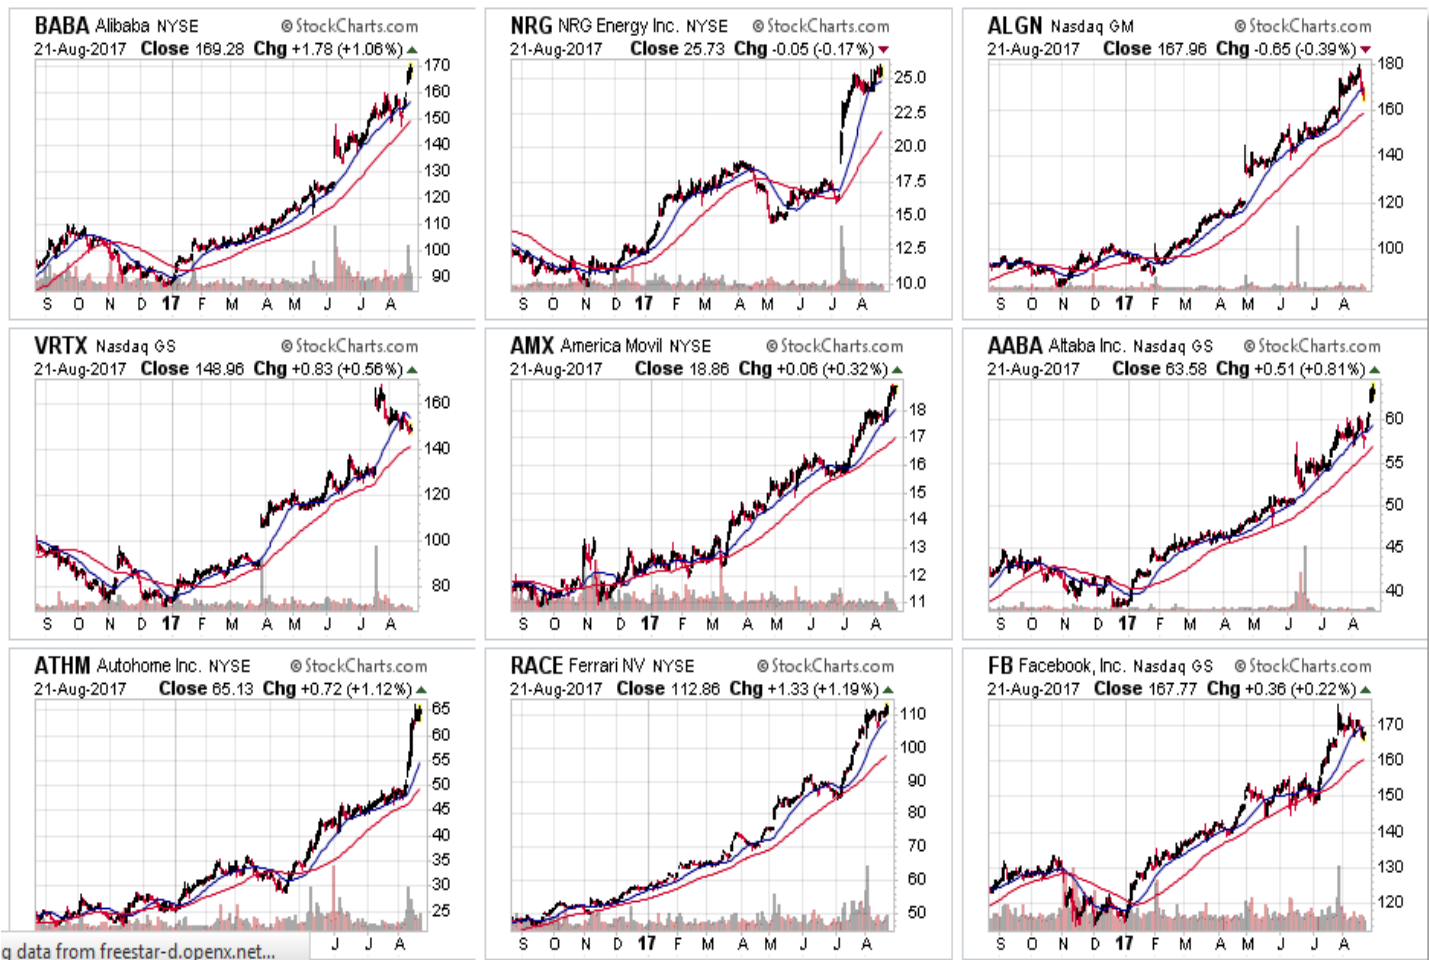 BABA Alibaba NYSE © StockCharts.com
21-Aug-2017 Close 169.28 Chg +1.78 (+1.06%)
170
160
150
140
130
120
110
100
90
S O N D 17 F M A M J J A
NRG NRG Energy Inc. NYSE © StockCharts.com
21-Aug-2017 Close 25.73 Chg -0.05 (-0.17%)
25.0
22.5
20.0
17.5
15.0
12.5
10.0
S O N D 17 F M A M J J A
ALGN Nasdaq GM © StockCharts.com
21-Aug-2017 Close 167.96 Chg -0.65 (-0.39%)
180
160
140
120
100
S O N D 17 F M A M J J A
VRTX Nasdaq GS © StockCharts.com
21-Aug-2017 Close 148.96 Chg +0.83 (+0.56%)
160
140
120
100
80
S O N D 17 F M A M J J A
AMX America Movil NYSE © StockCharts.com
21-Aug-2017 Close 18.86 Chg +0.06 (+0.32%)
18
17
16
15
14
13
12
11
S O N D 17 F M A M J J A
AABA Altaba Inc. Nasdaq GS © StockCharts.com
21-Aug-2017 Close 63.58 Chg +0.51 (+0.81%)
60
55
50
45
40
S O N D 17 F M A M J J A
ATHM Autohome Inc. NYSE © StockCharts.com
21-Aug-2017 Close 65.13 Chg +0.72 (+1.12%)
65
60
55
50
45
40
35
30
25
J J A
g data from freestar-d.openx.net...
RACE Ferrari NV NYSE © StockCharts.com
21-Aug-2017 Close 112.86 Chg +1.33 (+1.19%)
110
100
90
80
70
60
50
S O N D 17 F M A M J J A
FB Facebook, Inc. Nasdaq GS © StockCharts.com
21-Aug-2017 Close 167.77 Chg +0.36 (+0.22%)
170
160
150
140
130
120
S O N D 17 F M A M J J A